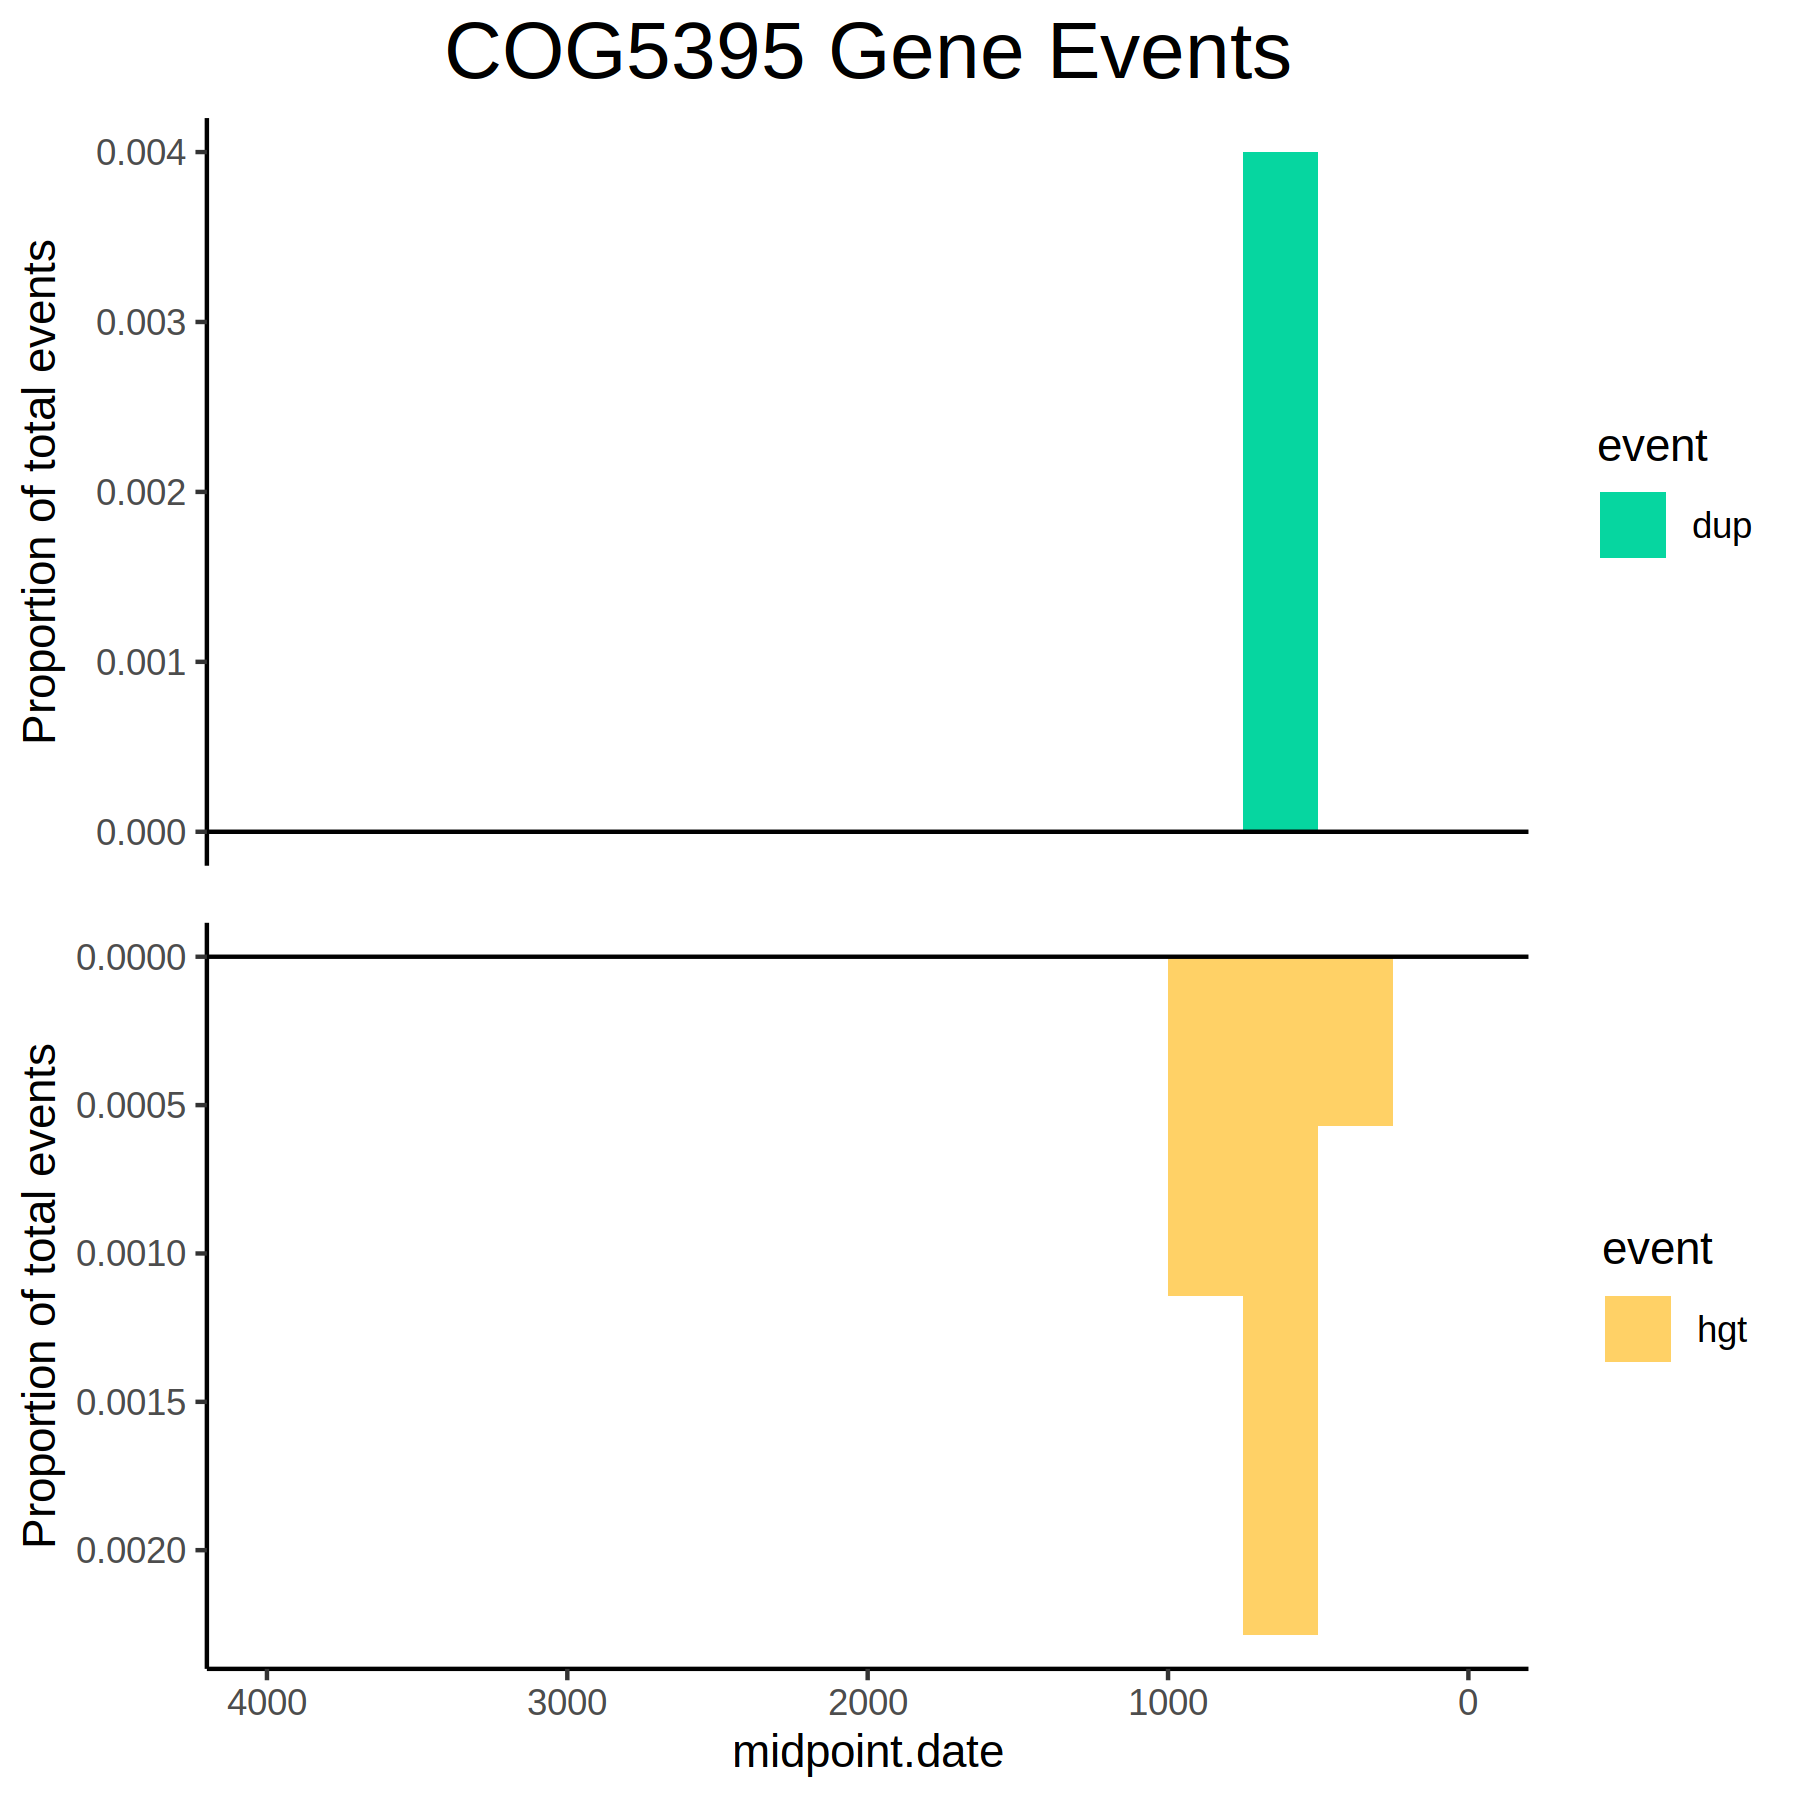 COG5395 Gene Events
Proportion of total events
0.004
0.003
0.002
0.001
0.000
event
dup
Proportion of total events
0.0000
0.0005
0.0010
0.0015
0.0020
event
hgt
4000 3000 2000 1000 0
midpoint.date